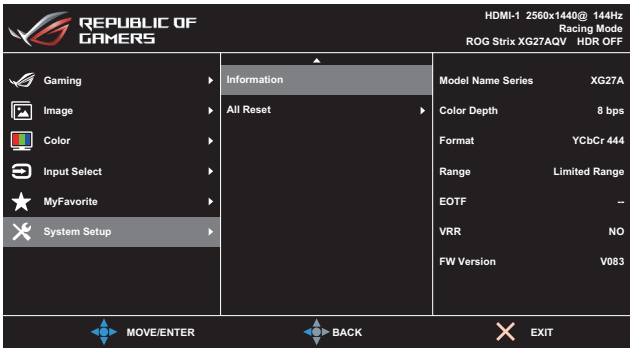 REPUBLIC OF
GAMERS
HDMI-1 2560x1440@ 144Hz
Racing Mode
ROG Strix XG27AQV HDR OFF
Gaming
Image
Color
Input Select
MyFavorite
System Setup
Information
All Reset
Model Name Series XG27A
Color Depth 8 bps
Format YCbCr 444
Range Limited Range
EOTF --
VRR NO
FW Version V083
MOVE/ENTER
BACK
EXIT